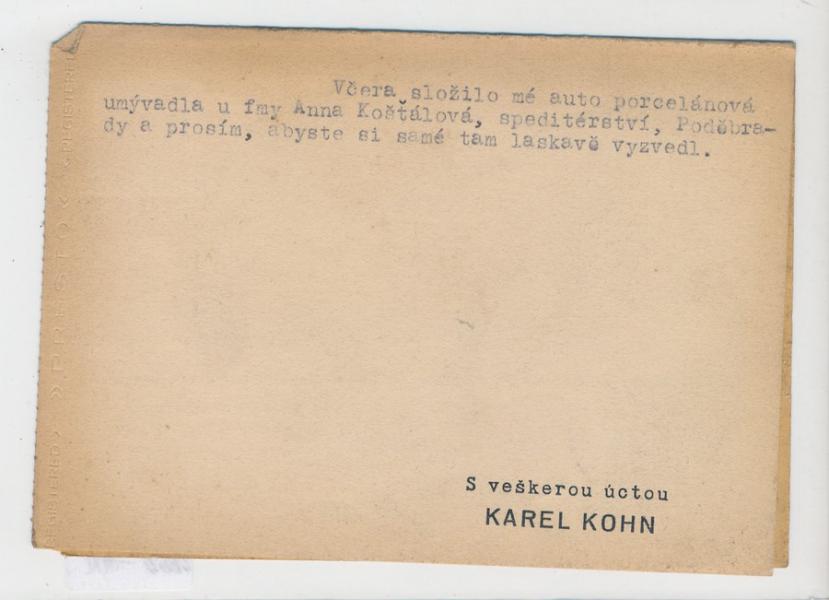 Včera složilo mé auto porcelánová
umývadla u fmy Anna Košťálová, speditérství, Poděbra-
dy a prosím, abyste si samé tam laskavě vyzvedl.
S veškerou úctou
KAREL KOHN